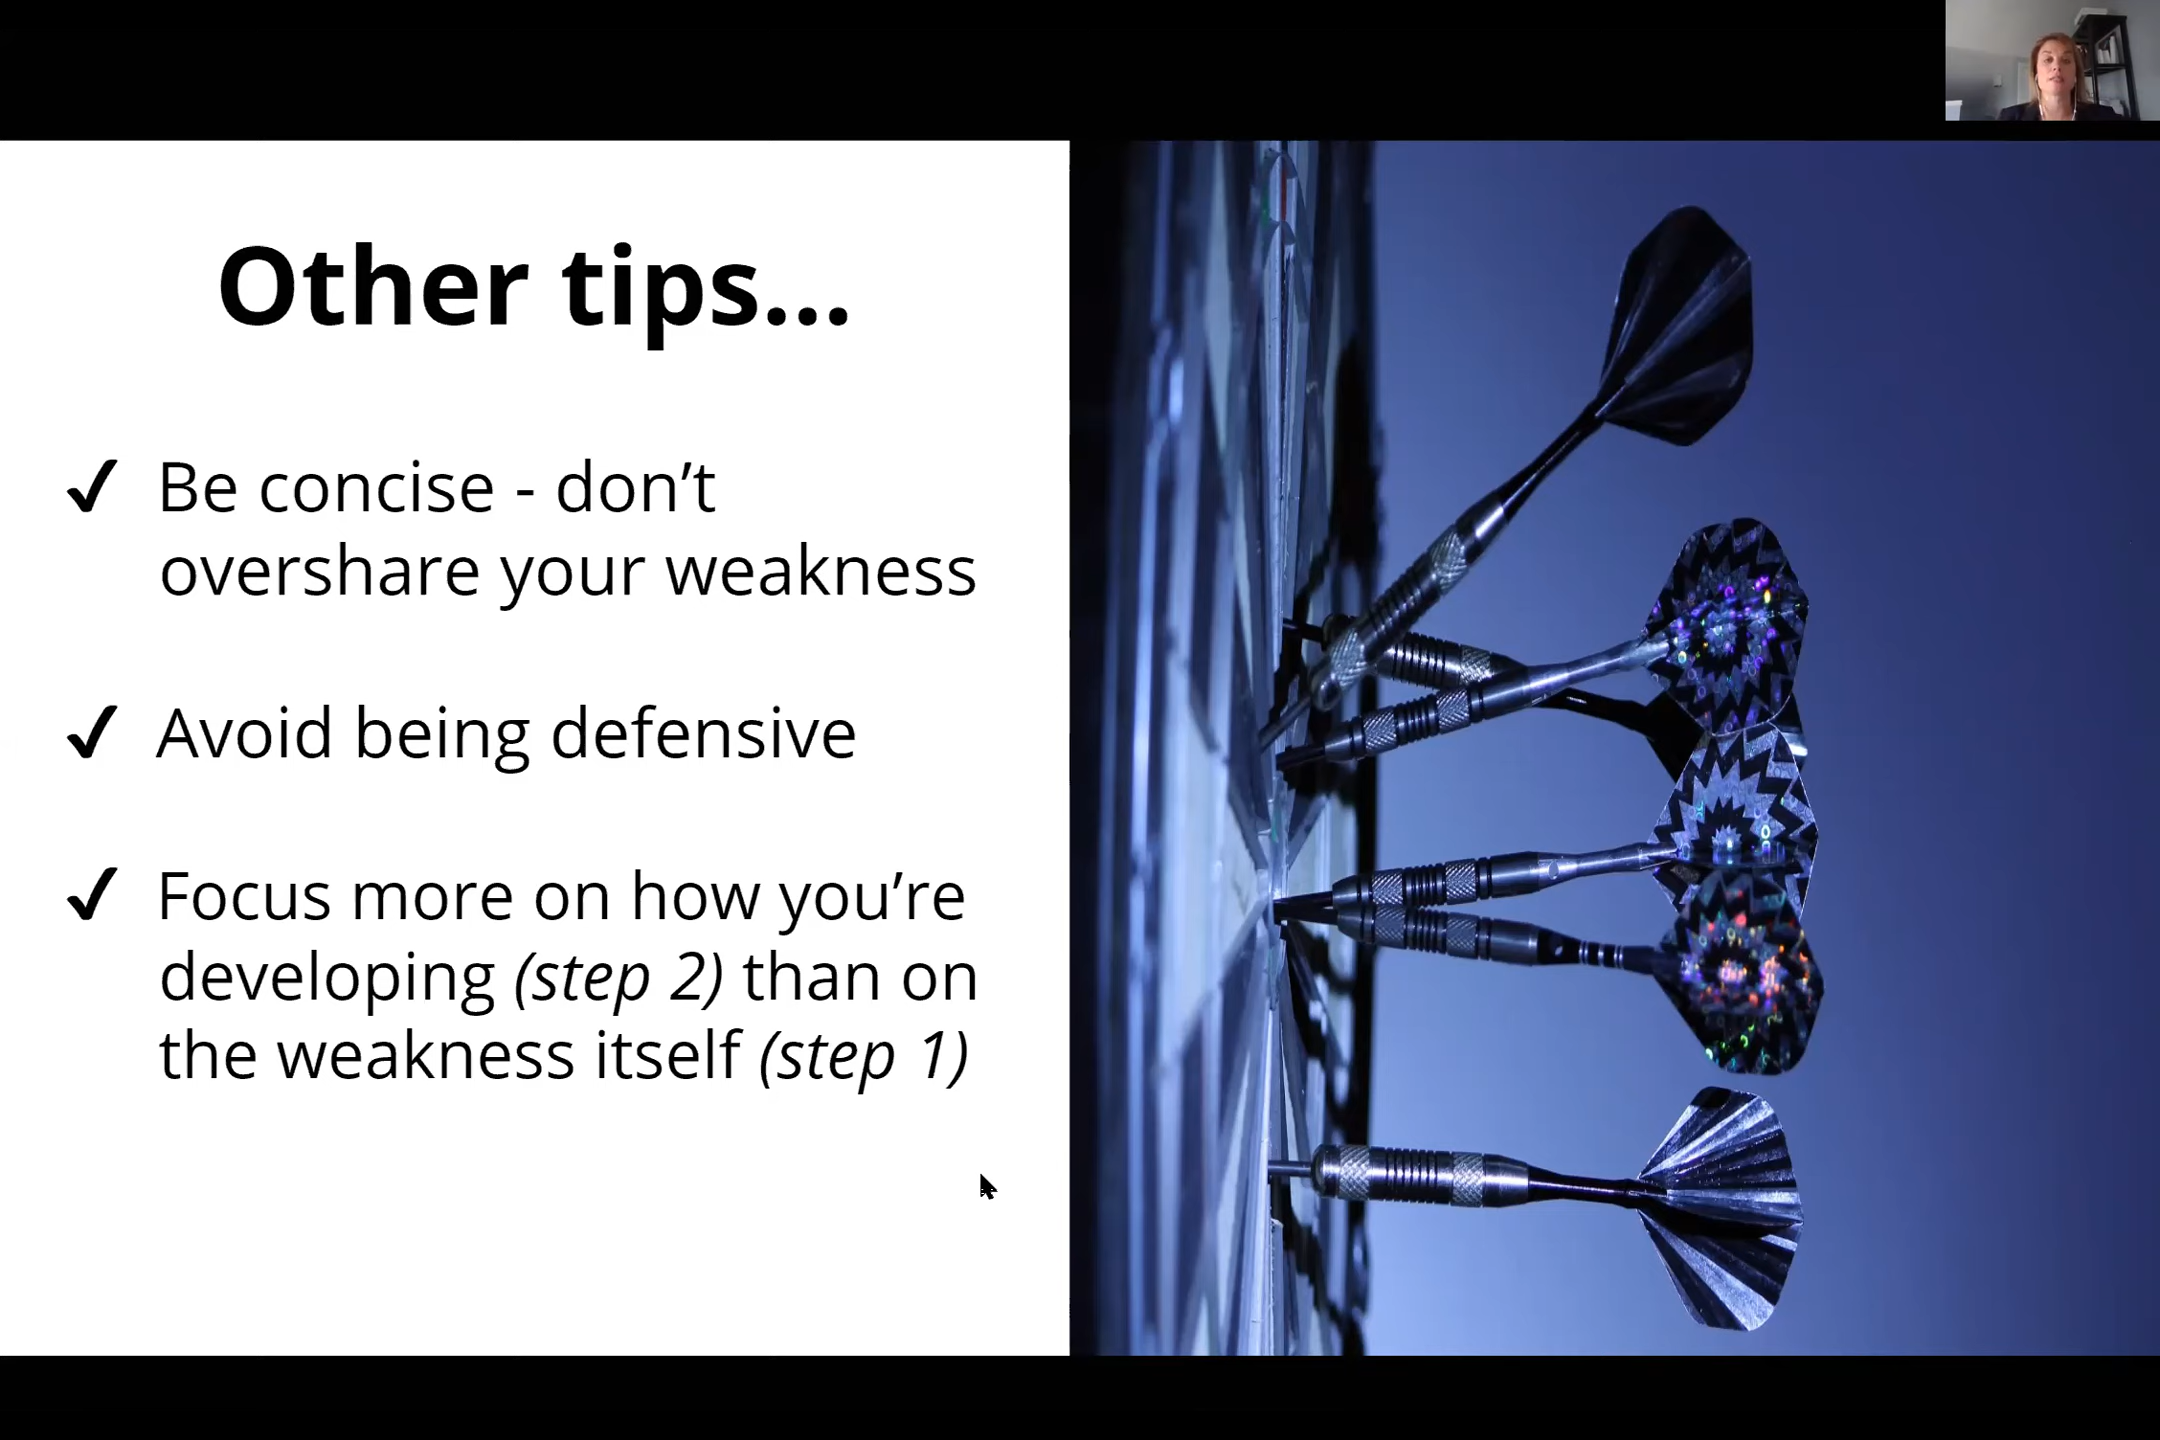 Other tips...
✓ Be concise - don’t
overshare your weakness
✓ Avoid being defensive
✓ Focus more on how you’re
developing (step 2) than on
the weakness itself (step 1)